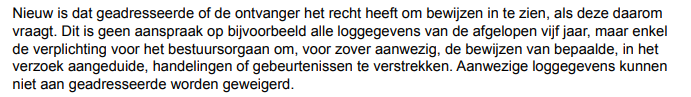 Nieuw is dat geadresseerde of de ontvanger het recht heeft om bewijzen in te zien, als deze daarom
vraagt. Dit is geen aanspraak op bijvoorbeeld alle loggegevens van de afgelopen vijf jaar, maar enkel
de verplichting voor het bestuursorgaan om, voor zover aanwezig, de bewijzen van bepaalde, in het
verzoek aangeduide, handelingen of gebeurtenissen te verstrekken. Aanwezige loggegevens kunnen
niet aan geadresseerde worden geweigerd.